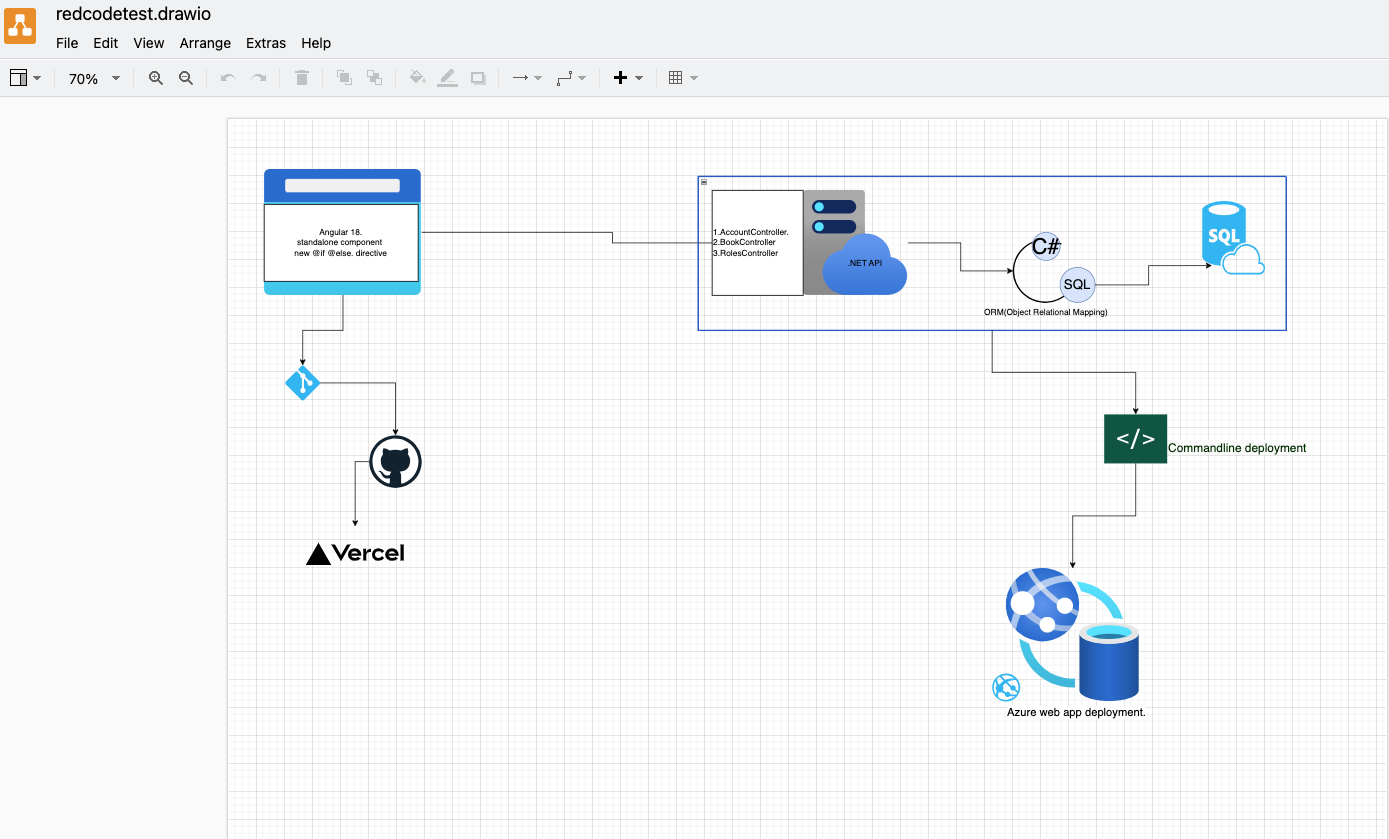 redcodetest.drawio
File Edit View Arrange Extras Help
70%
Angular 18.
standalone component
new @if @else. directive
1.AccountController.
2.BookController
3.RolesController
.NET API
C#
SQL
ORM(Object Relational Mapping)
SQL
</>
Commandline deployment
Vercel
Azure web app deployment.